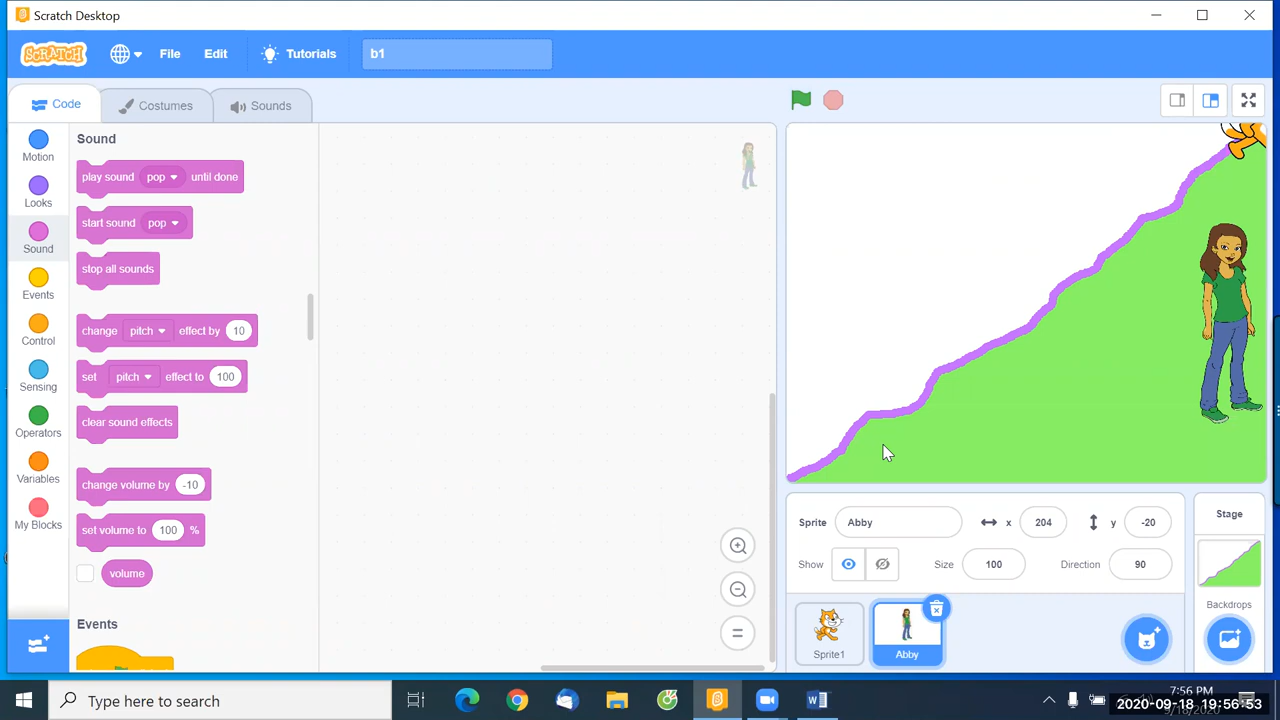 Scratch Desktop
SCRATCH
File
Edit
Tutorials
b1
Code
Costumes
Sounds
Motion
Looks
Sound
Events
Control
Sensing
Operators
Variables
My Blocks
Sound
play sound pop until done
start sound pop
stop all sounds
change pitch effect by 10
set pitch effect to 100
clear sound effects
change volume by -10
set volume to 100 %
volume
Events
Sprite
Abby
x
204
y
-20
Show
Size
100
Direction
90
Sprite1
Abby
Stage
Backdrops
Type here to search
7:56 PM
2020-09-18 19:56:53